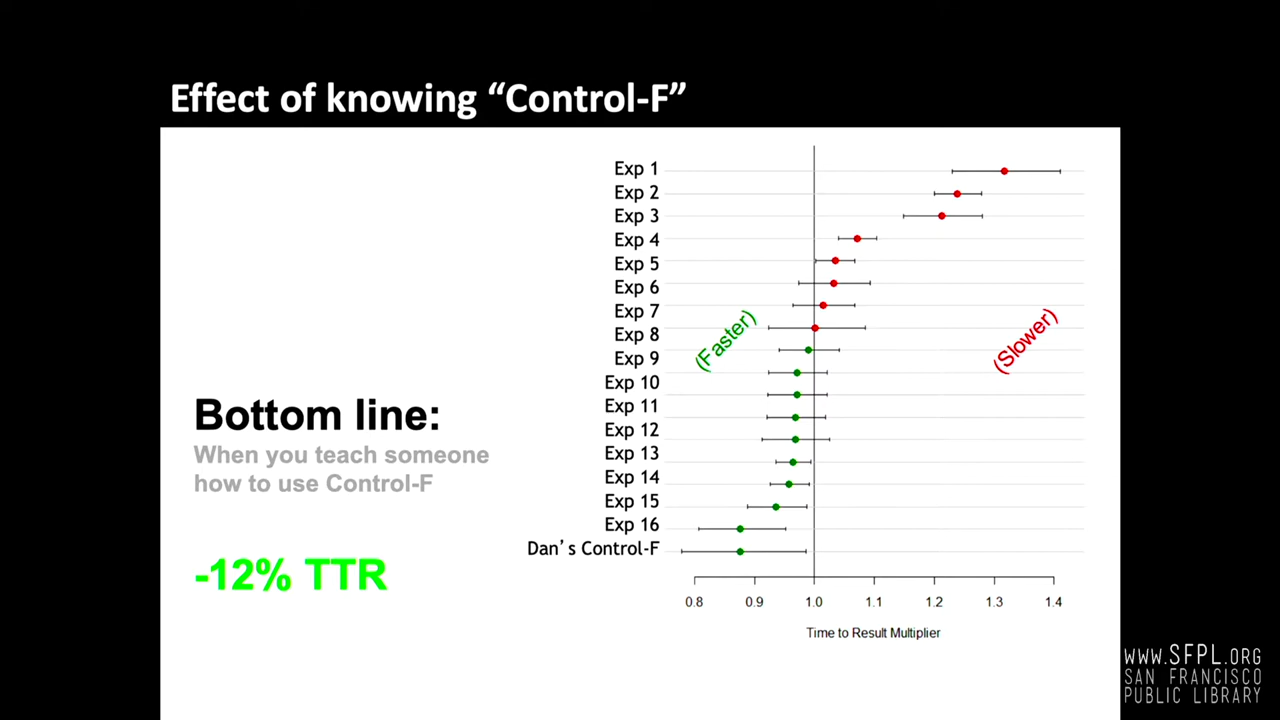 Effect of knowing “Control-F”
Exp 1
Exp 2
Exp 3
Exp 4
Exp 5
Exp 6
Exp 7
Exp 8
Exp 9
Exp 10
Exp 11
Exp 12
Exp 13
Exp 14
Exp 15
Exp 16
Dan’s Control-F
(Faster)
(Slower)
0.8 0.9 1.0 1.1 1.2 1.3 1.4
Time to Result Multiplier
Bottom line:
When you teach someone
how to use Control-F
-12% TTR
WWW.SFPL.ORG
SAN FRANCISCO
PUBLIC LIBRARY